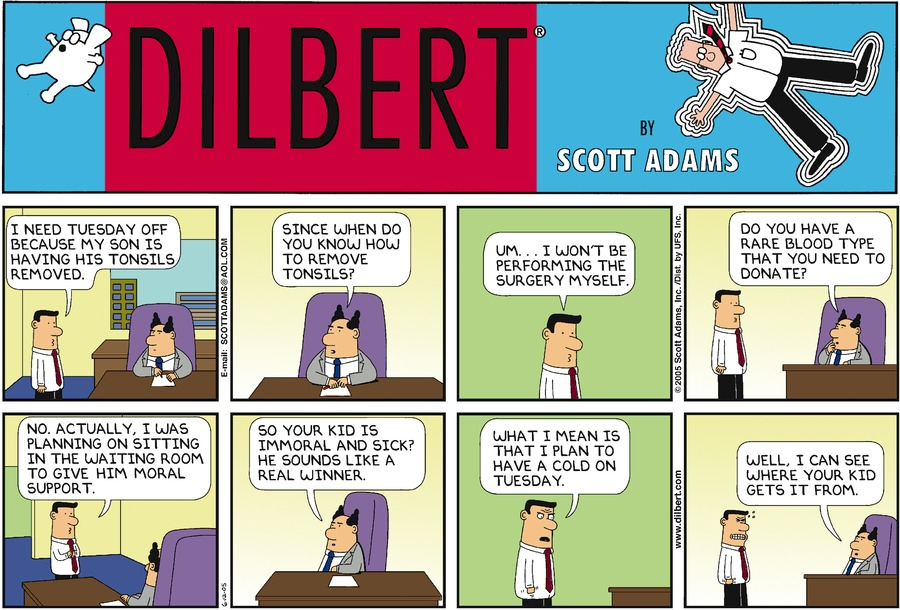 DILBERT®
BY
SCOTT ADAMS
I NEED TUESDAY OFF
BECAUSE MY SON IS
HAVING HIS TONSILS
REMOVED.
E-mail: SCOTTADAMS@AOL.COM
SINCE WHEN DO
YOU KNOW HOW
TO REMOVE
TONSILS?
UM. . . I WON'T BE
PERFORMING THE
SURGERY MYSELF.
© 2005 Scott Adams, Inc. /Dist. by UFS, Inc.
DO YOU HAVE A
RARE BLOOD TYPE
THAT YOU NEED TO
DONATE?
NO. ACTUALLY, I WAS
PLANNING ON SITTING
IN THE WAITING ROOM
TO GIVE HIM MORAL
SUPPORT.
6-12-05
SO YOUR KID IS
IMMORAL AND SICK?
HE SOUNDS LIKE A
REAL WINNER.
WHAT I MEAN IS
THAT I PLAN TO
HAVE A COLD ON
TUESDAY.
www.dilbert.com
WELL, I CAN SEE
WHERE YOUR KID
GETS IT FROM.